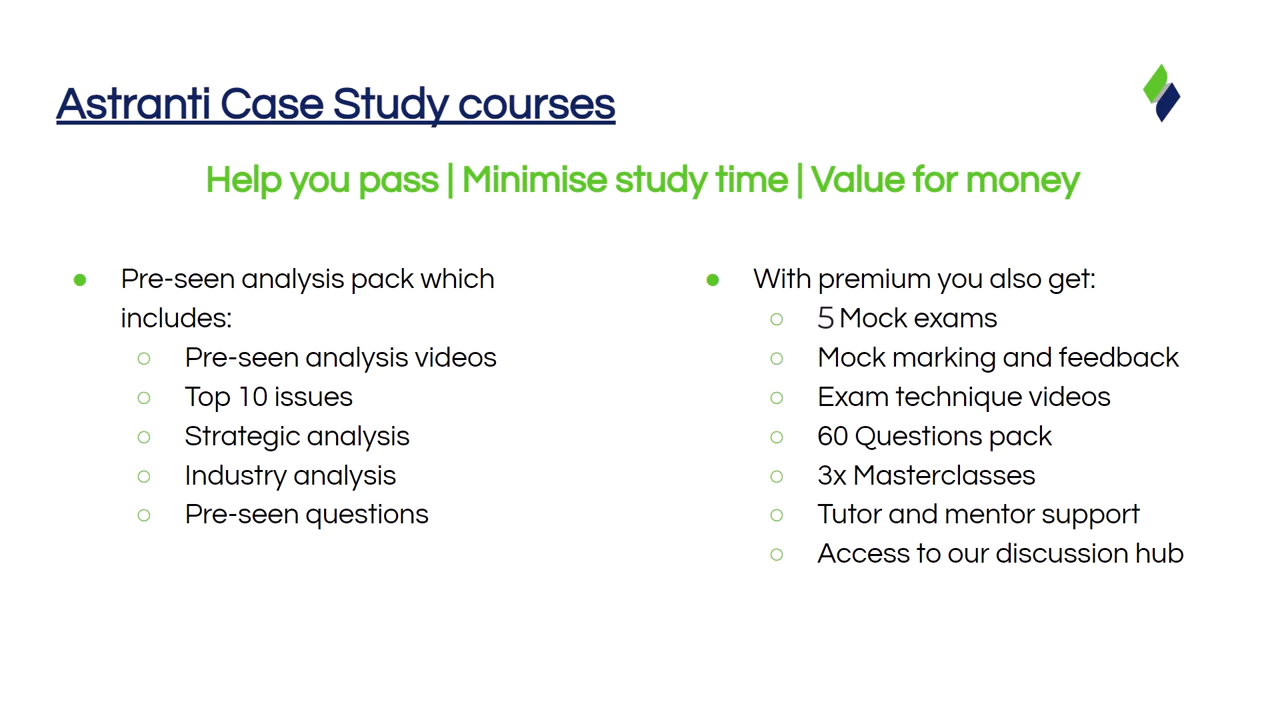 Astranti Case Study courses
Help you pass | Minimise study time | Value for money
● Pre-seen analysis pack which
includes:
○ Pre-seen analysis videos
○ Top 10 issues
○ Strategic analysis
○ Industry analysis
○ Pre-seen questions
● With premium you also get:
○ 5 Mock exams
○ Mock marking and feedback
○ Exam technique videos
○ 60 Questions pack
○ 3x Masterclasses
○ Tutor and mentor support
○ Access to our discussion hub